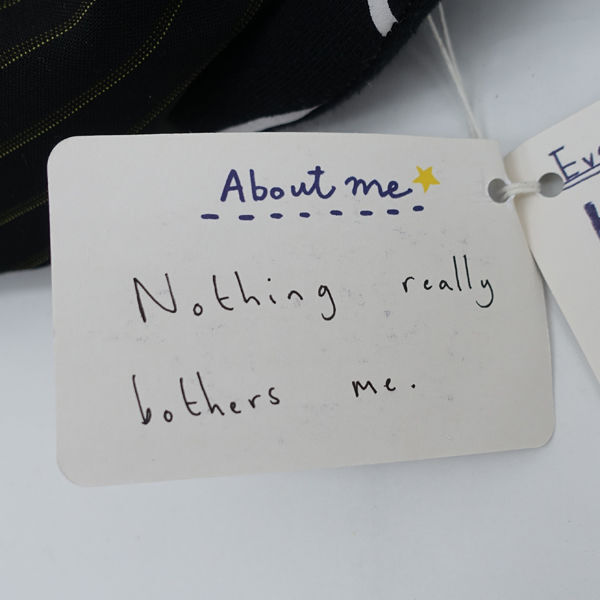 About me
Nothing really
bothers me.